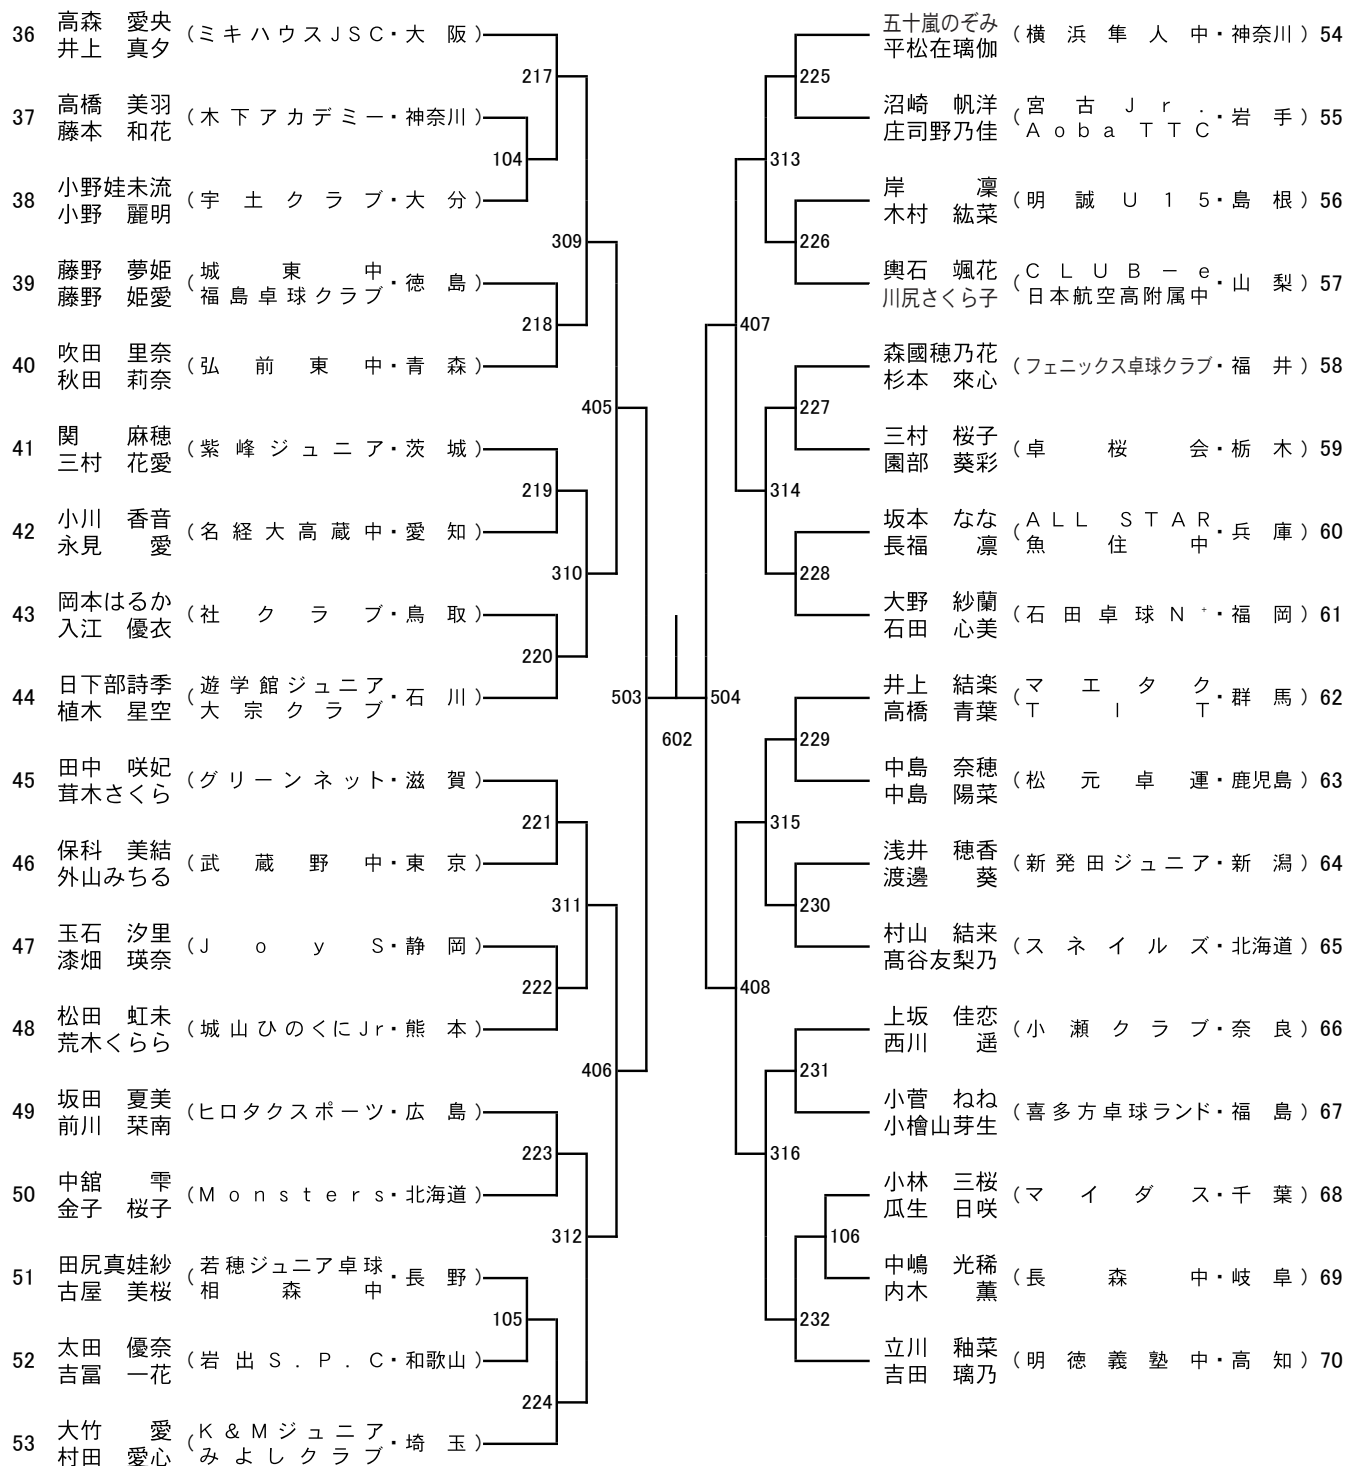 36 高森 愛央 井上 真夕 (ミキハウスJSC・大阪)
37 高橋 美羽 藤本 和花 (木下アカデミー・神奈川)
38 小野娃未流 小野 麗明 (宇土クラブ・大分)
39 藤野 夢姫 藤野 姫愛 (城東中 福島卓球クラブ・徳島)
40 吹田 里奈 秋田 莉奈 (弘前東中・青森)
41 関 麻穂 三村 花愛 (紫峰ジュニア・茨城)
42 小川 香音 永見 愛 (名経大高蔵中・愛知)
43 岡本はるか 入江 優衣 (社クラブ・鳥取)
44 日下部詩季 植木 星空 (遊学館ジュニア 大宗クラブ・石川)
45 田中 咲妃 茸木さくら (グリーンネット・滋賀)
46 保科 美結 外山みちる (武蔵野中・東京)
47 玉石 汐里 漆畑 瑛奈 (JoyS・静岡)
48 松田 虹未 荒木くらら (城山ひのくにJr・熊本)
49 坂田 夏美 前川 栞南 (ヒロタクスポーツ・広島)
50 中舘 雫 金子 桜子 (Monsters・北海道)
51 田尻真娃紗 古屋 美桜 (若穂ジュニア卓球 相森中・長野)
52 太田 優奈 吉冨 一花 (岩出S.P.C・和歌山)
53 大竹 愛 村田 愛心 (K&Mジュニア みよしクラブ・埼玉)
217
104
309
218
405
219
310
220
503
221
311
222
406
223
312
105
224
602
504
225
313
226
407
227
314
228
229
315
230
408
231
316
106
232
五十嵐のぞみ 平松在璃伽 (横浜隼人中・神奈川) 54
沼崎 帆洋 庄司野乃佳 (宮古Jr. AobaTTC・岩手) 55
岸 凜 木村 紘菜 (明誠U15・島根) 56
輿石 颯花 川尻さくら子 (CLUB-e 日本航空高附属中・山梨) 57
森國穂乃花 杉本 來心 (フェニックス卓球クラブ・福井) 58
三村 桜子 園部 葵彩 (卓桜会・栃木) 59
坂本 なな 長福 凛 (ALL STAR 魚住中・兵庫) 60
大野 紗蘭 石田 心美 (石田卓球N⁺・福岡) 61
井上 結楽 高橋 青葉 (マエタク TIT・群馬) 62
中島 奈穂 中島 陽菜 (松元卓運・鹿児島) 63
浅井 穂香 渡邊 葵 (新発田ジュニア・新潟) 64
村山 結来 髙谷友梨乃 (スネイルズ・北海道) 65
上坂 佳恋 西川 遥 (小瀬クラブ・奈良) 66
小菅 ねね 小檜山芽生 (喜多方卓球ランド・福島) 67
小林 三桜 瓜生 日咲 (マイダス・千葉) 68
中嶋 光稀 内木 薫 (長森中・岐阜) 69
立川 釉菜 吉田 璃乃 (明徳義塾中・高知) 70